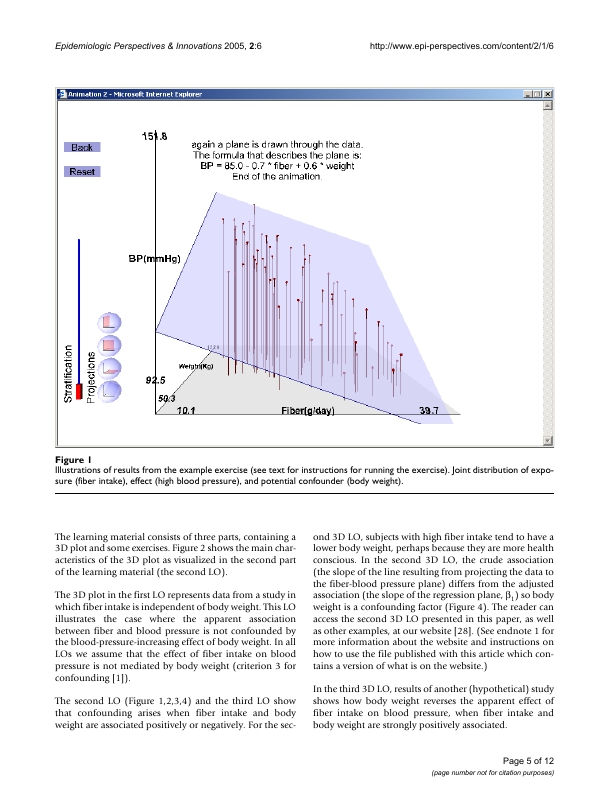 Epidemiologic Perspectives & Innovations 2005, 2:6
http://www.epi-perspectives.com/content/2/1/6
Animation 2 - Microsoft Internet Explorer
Back
Reset
151.8
again a plane is drawn through the data.
The formula that describes the plane is:
BP = 85.0 - 0.7 * fiber + 0.6 * weight
End of the animation.
BP(mmHg)
Stratification
Projections
Weight(Kg)
92.5
50.3
10.1
Fiber(g/day)
39.7
Figure 1
Illustrations of results from the example exercise (see text for instructions for running the exercise). Joint distribution of expo-
sure (fiber intake), effect (high blood pressure), and potential confounder (body weight).
The learning material consists of three parts, containing a
3D plot and some exercises. Figure 2 shows the main char-
acteristics of the 3D plot as visualized in the second part
of the learning material (the second LO).
The 3D plot in the first LO represents data from a study in
which fiber intake is independent of body weight. This LO
illustrates the case where the apparent association
between fiber and blood pressure is not confounded by
the blood-pressure-increasing effect of body weight. In all
LOs we assume that the effect of fiber intake on blood
pressure is not mediated by body weight (criterion 3 for
confounding [1]).
The second LO (Figure 1,2,3,4) and the third LO show
that confounding arises when fiber intake and body
weight are associated positively or negatively. For the sec-
ond 3D LO, subjects with high fiber intake tend to have a
lower body weight, perhaps because they are more health
conscious. In the second 3D LO, the crude association
(the slope of the line resulting from projecting the data to
the fiber-blood pressure plane) differs from the adjusted
association (the slope of the regression plane, β₁) so body
weight is a confounding factor (Figure 4). The reader can
access the second 3D LO presented in this paper, as well
as other examples, at our website [28]. (See endnote 1 for
more information about the website and instructions on
how to use the file published with this article which con-
tains a version of what is on the website.)
In the third 3D LO, results of another (hypothetical) study
shows how body weight reverses the apparent effect of
fiber intake on blood pressure, when fiber intake and
body weight are strongly positively associated.
Page 5 of 12
(page number not for citation purposes)